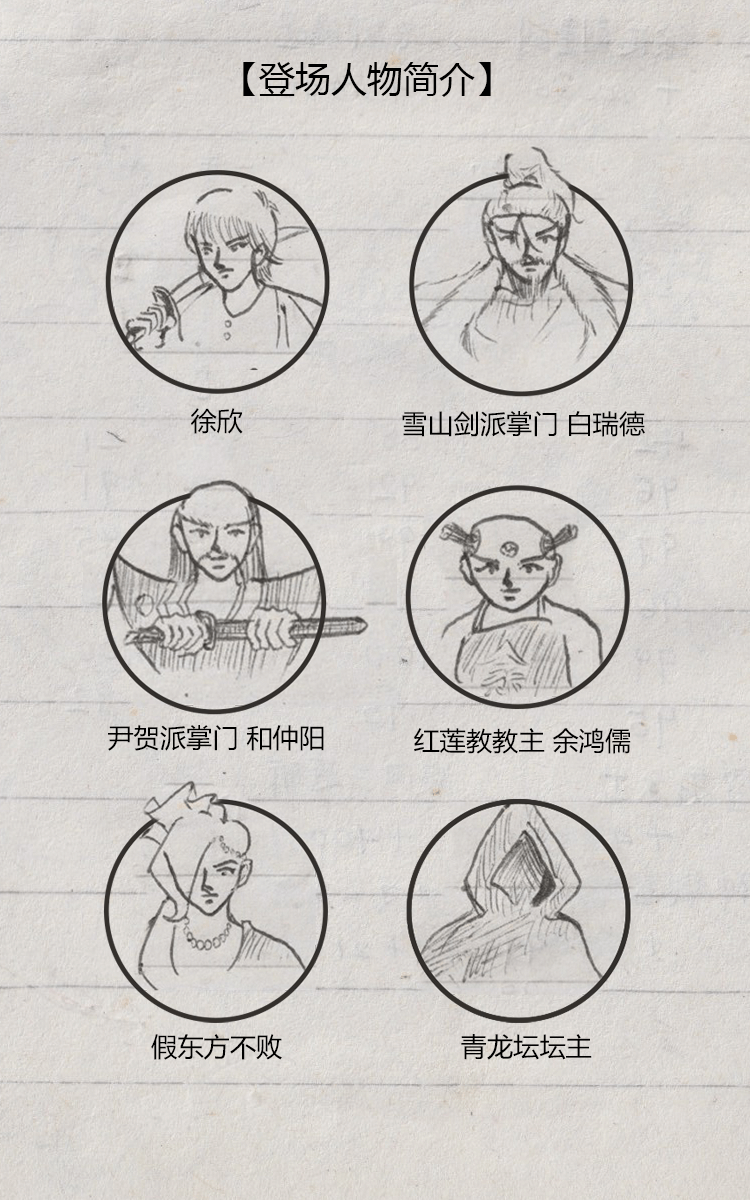 【登场人物简介】
徐欣
雪山剑派掌门 白瑞德
尹贺派掌门 和仲阳
红莲教教主 余鸿儒
假东方不败
青龙坛坛主